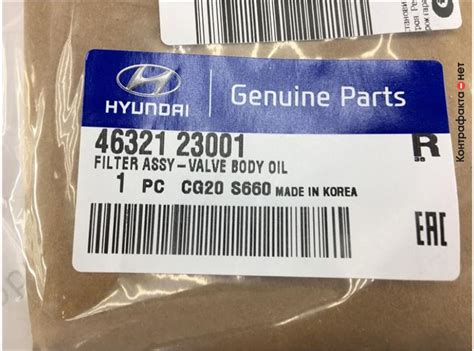 HYUNDAI
Genuine Parts
46321 23001
R
FILTER ASSY-VALVE BODY OIL
1 PC CG20 S660 MADE IN KOREA
EAC
Контрафакта нет